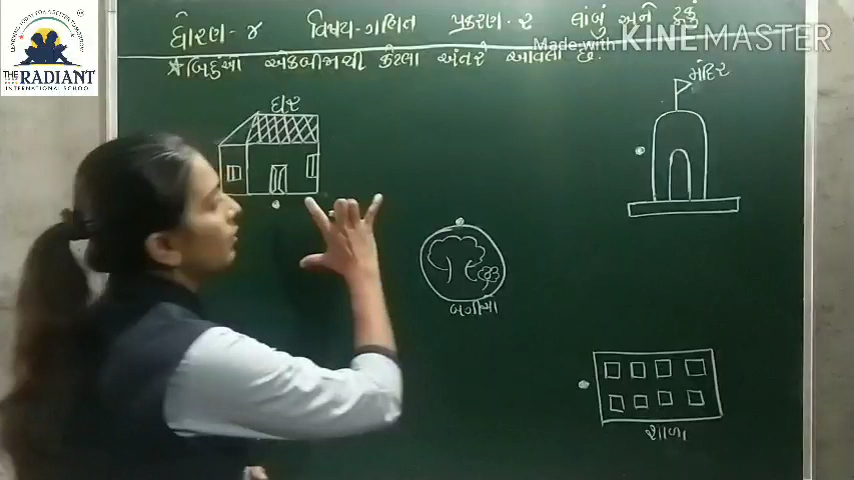 ધોરણ - ૪ વિષય - ગણિત પ્રકરણ - ૨ લાંબું અને ટૂંકું
Made with KINEMASTER
THE RADIANT
INTERNATIONAL SCHOOL
★ બિંદુઓ એકબીજાથી કેટલા અંતરે આવેલા છે.
મંદિર
ઘર
બગીચા
શાળા